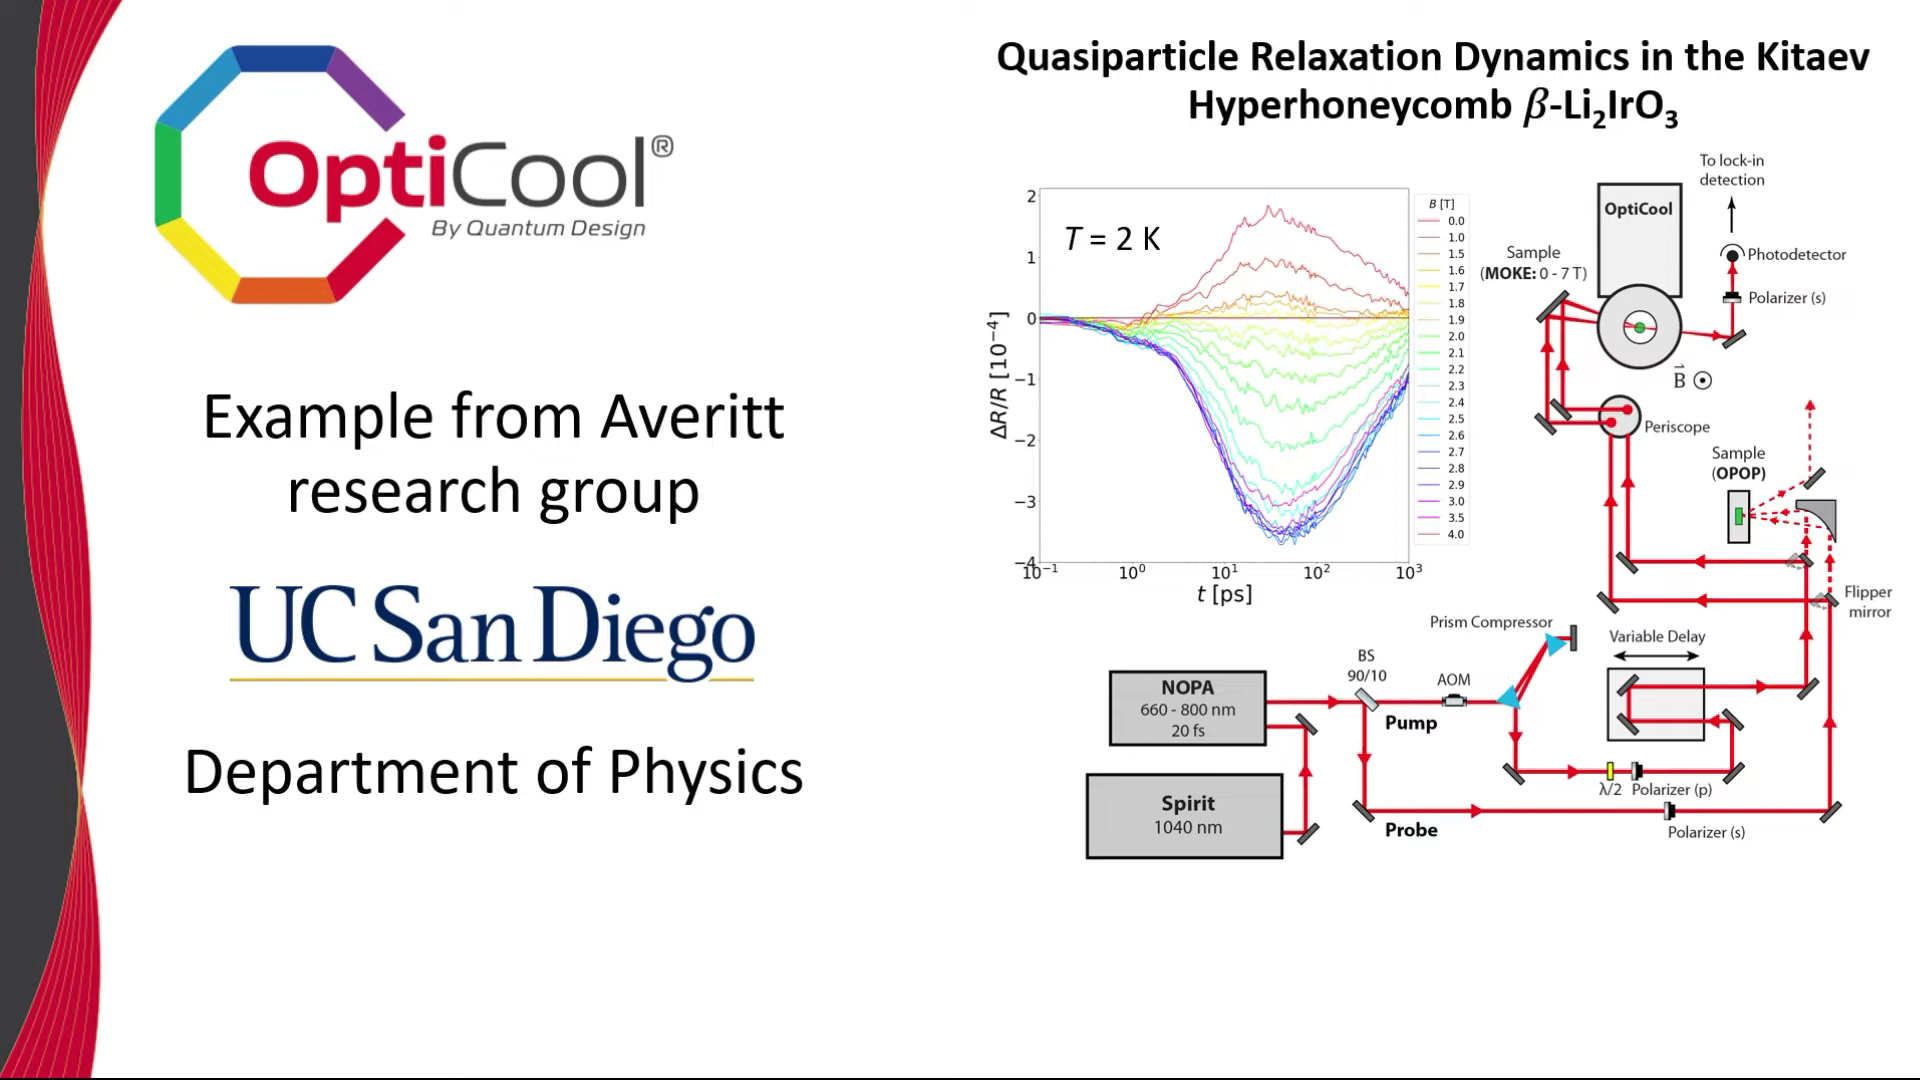 OptiCool®
By Quantum Design
Example from Averitt
research group
UC San Diego
Department of Physics
Quasiparticle Relaxation Dynamics in the Kitaev
Hyperhoneycomb β-Li₂IrO₃
T = 2 K
ΔR/R [10⁻⁴]
2
1
0
−1
−2
−3
−4
10⁻¹
10⁰
10¹
10²
10³
t [ps]
B [T]
0.0
1.0
1.5
1.6
1.7
1.8
1.9
2.0
2.1
2.2
2.3
2.4
2.5
2.6
2.7
2.8
2.9
3.0
3.5
4.0
To lock-in
detection
OptiCool
Sample
(MOKE: 0 - 7 T)
Photodetector
Polarizer (s)
B
Periscope
Sample
(OPOP)
Flipper
mirror
Prism Compressor
Variable Delay
BS
90/10
AOM
NOPA
660 - 800 nm
20 fs
Pump
λ/2
Polarizer (p)
Spirit
1040 nm
Probe
Polarizer (s)